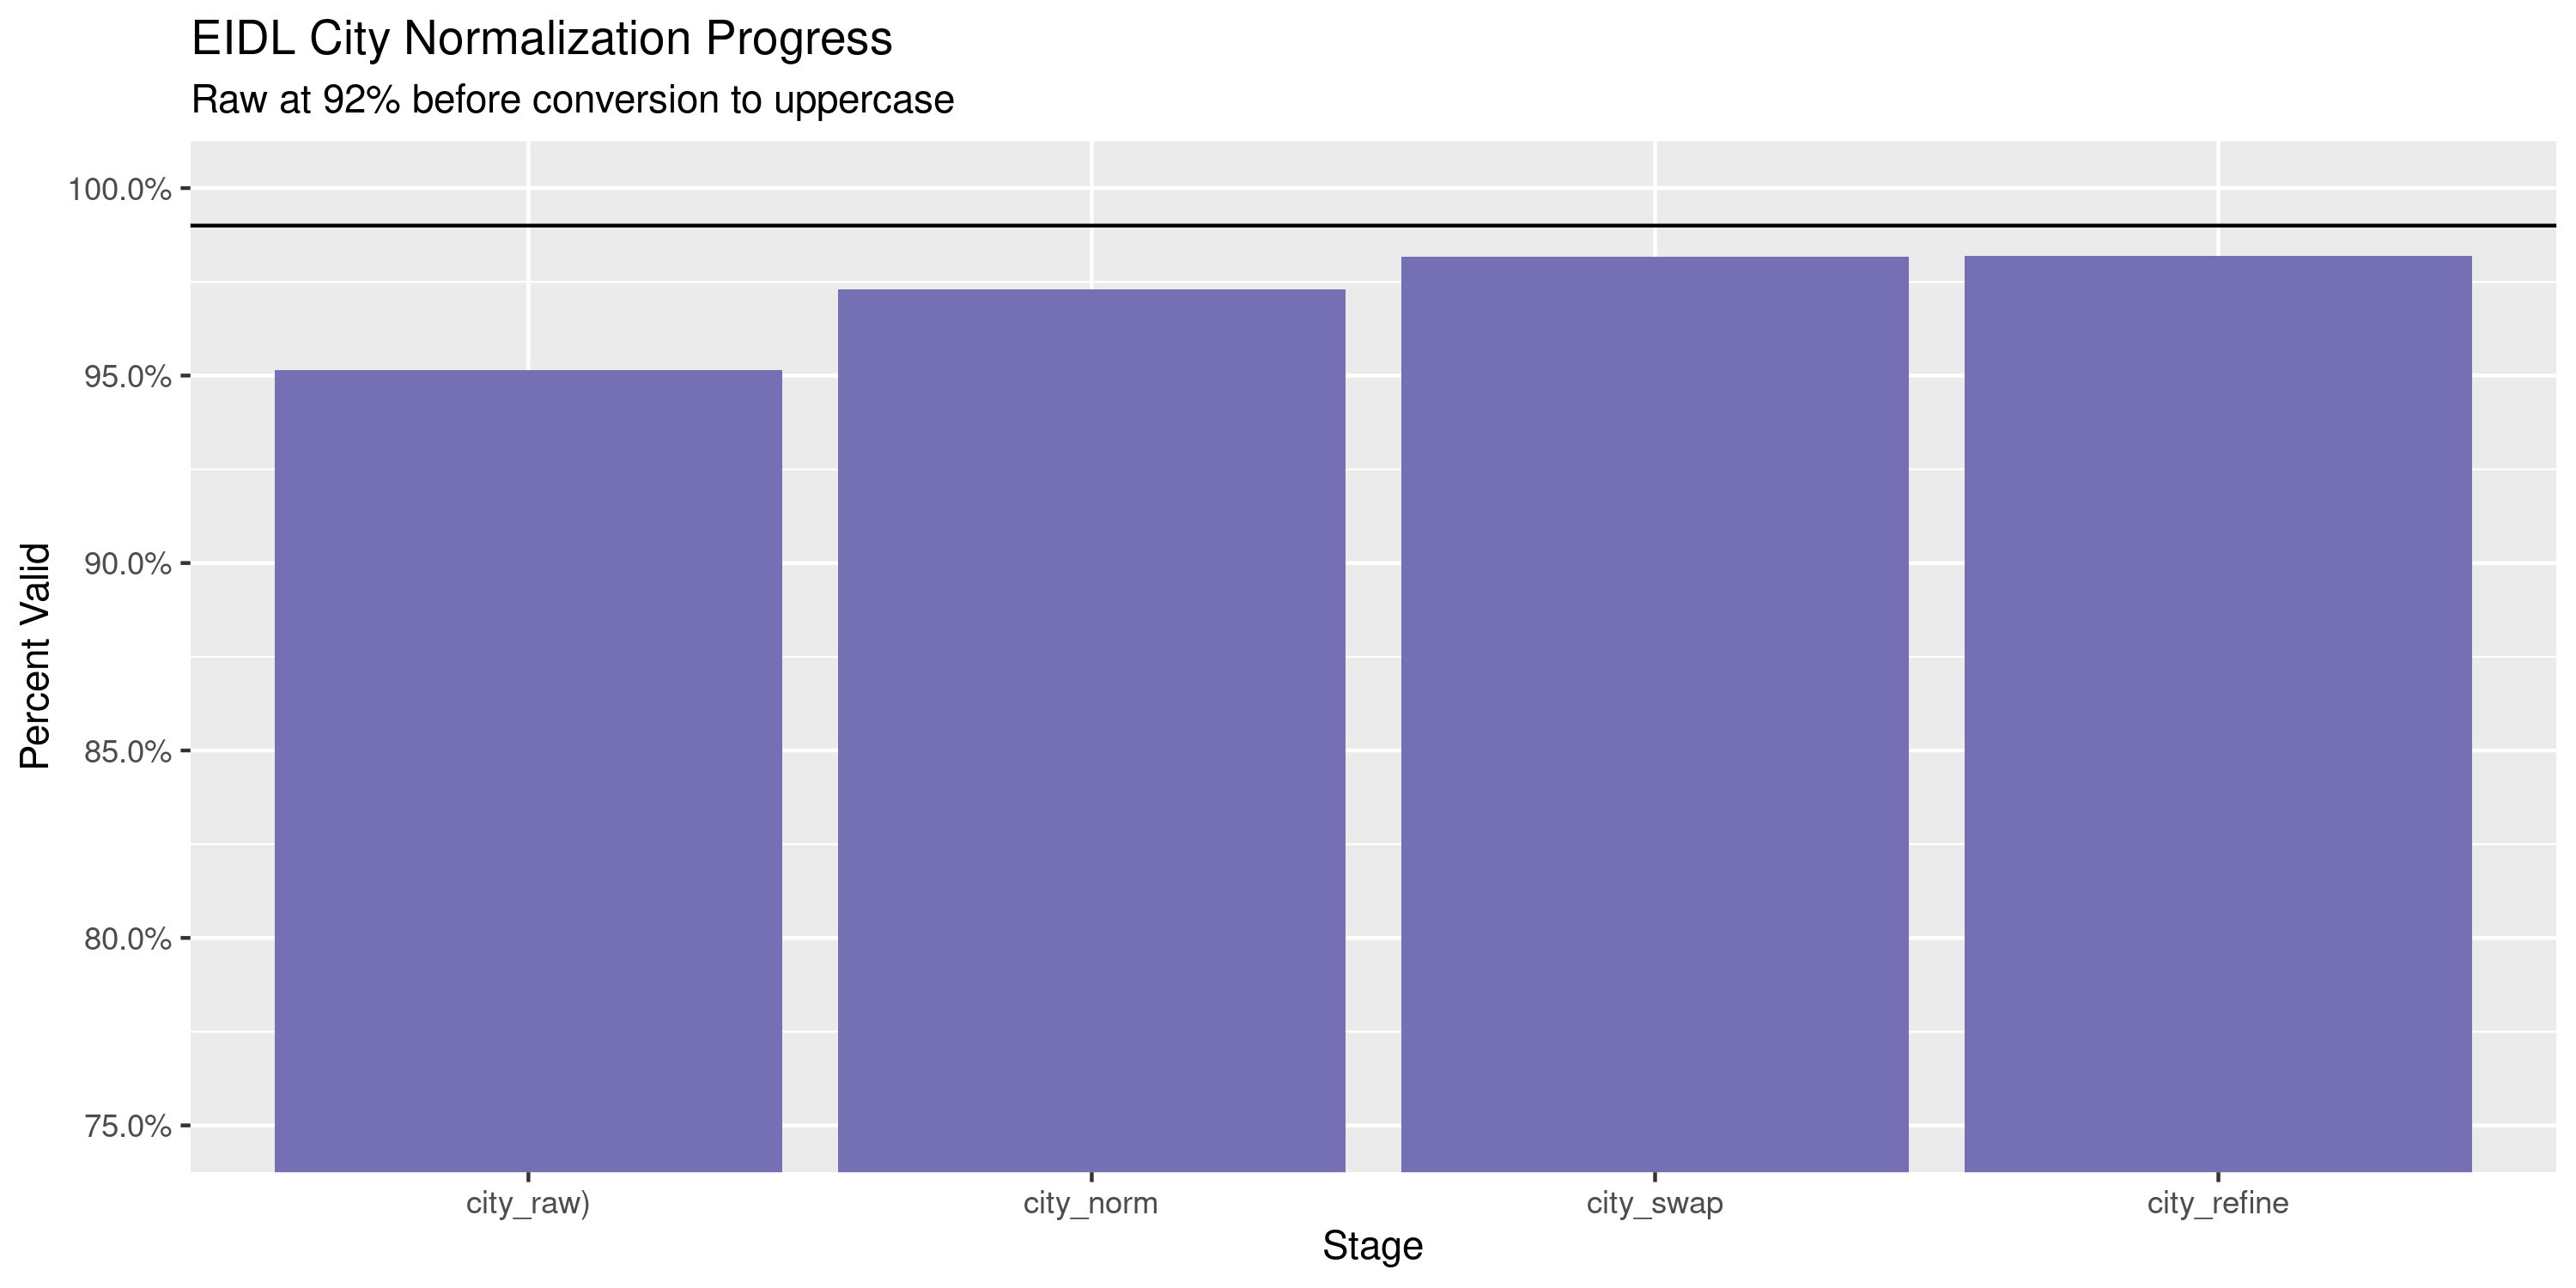 EIDL City Normalization Progress
Raw at 92% before conversion to uppercase
Percent Valid
100.0%
95.0%
90.0%
85.0%
80.0%
75.0%
city_raw)
city_norm
city_swap
city_refine
Stage